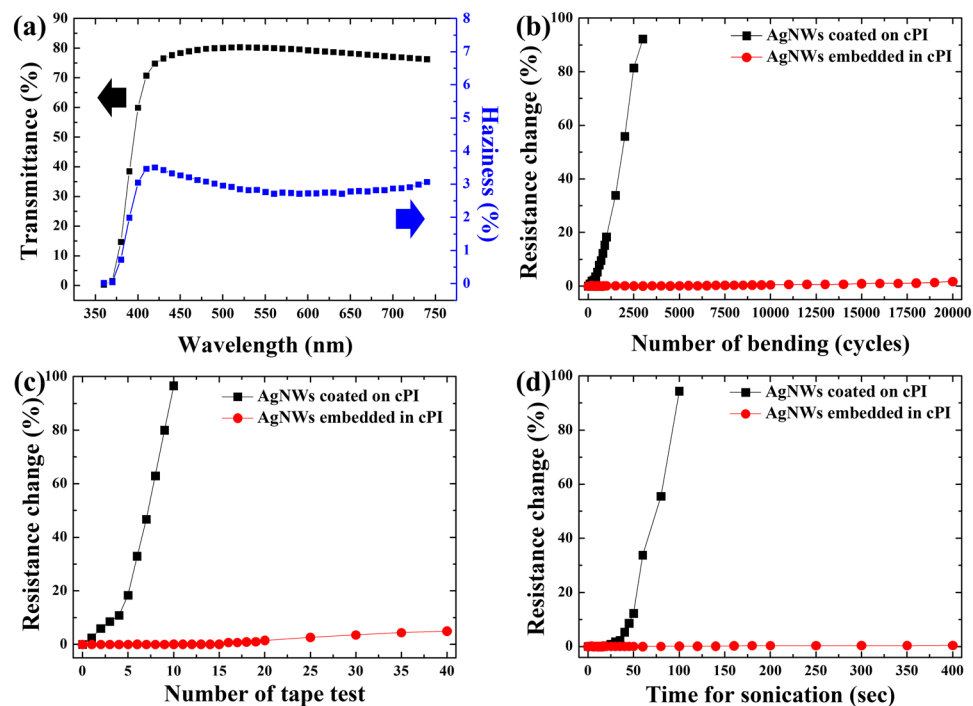 (a)
Transmittance (%)
100
90
80
70
60
50
40
30
20
10
0
8
7
6
5
4
3
2
1
0
Haziness (%)
350 400 450 500 550 600 650 700 750
Wavelength (nm)
(b)
Resistance change (%)
100
80
60
40
20
0
AgNWs coated on cPI
AgNWs embedded in cPI
0 2500 5000 7500 10000 12500 15000 17500 20000
Number of bending (cycles)
(c)
Resistance change (%)
100
80
60
40
20
0
AgNWs coated on cPI
AgNWs embedded in cPI
0 5 10 15 20 25 30 35 40
Number of tape test
(d)
Resistance change (%)
100
80
60
40
20
0
AgNWs coated on cPI
AgNWs embedded in cPI
0 50 100 150 200 250 300 350 400
Time for sonication (sec)